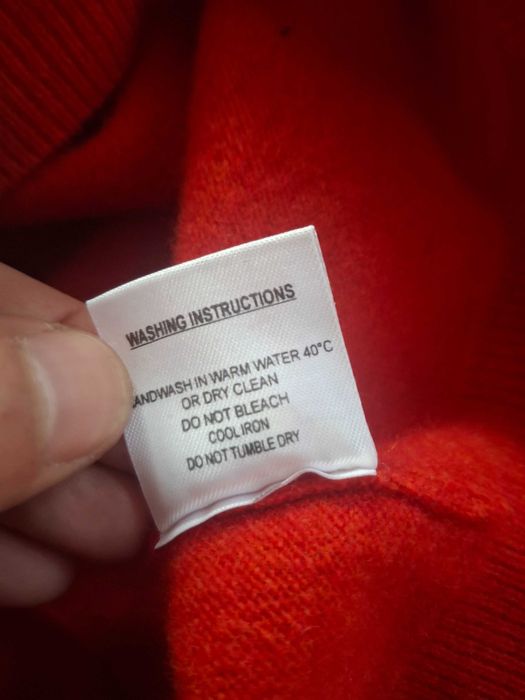 WASHING INSTRUCTIONS
ANDWASH IN WARM WATER 40°C
OR DRY CLEAN
DO NOT BLEACH
COOL IRON
DO NOT TUMBLE DRY